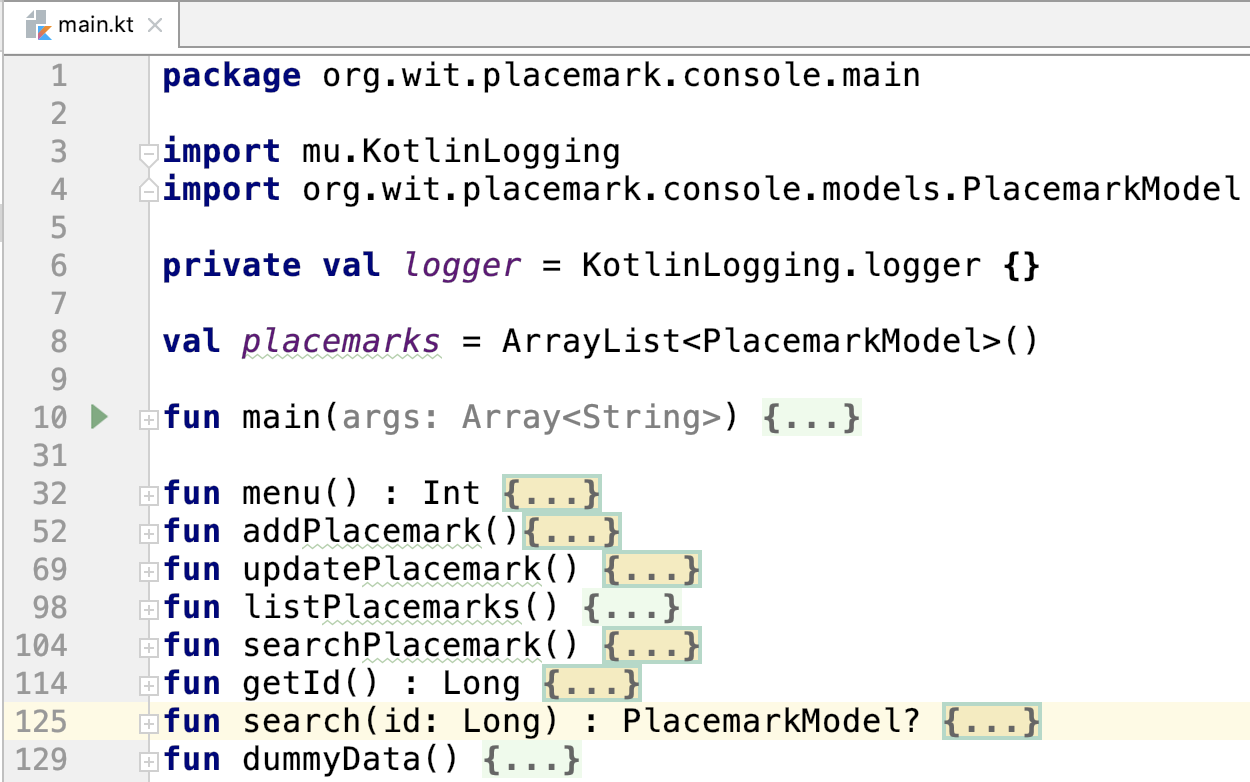 main.kt
1 package org.wit.placemark.console.main
2
3 import mu.KotlinLogging
4 import org.wit.placemark.console.models.PlacemarkModel
5
6 private val logger = KotlinLogging.logger {}
7
8 val placemarks = ArrayList<PlacemarkModel>()
9
10 fun main(args: Array<String>) {...}
31
32 fun menu() : Int {...}
52 fun addPlacemark(){...}
69 fun updatePlacemark() {...}
98 fun listPlacemarks() {...}
104 fun searchPlacemark() {...}
114 fun getId() : Long {...}
125 fun search(id: Long) : PlacemarkModel? {...}
129 fun dummyData() {...}